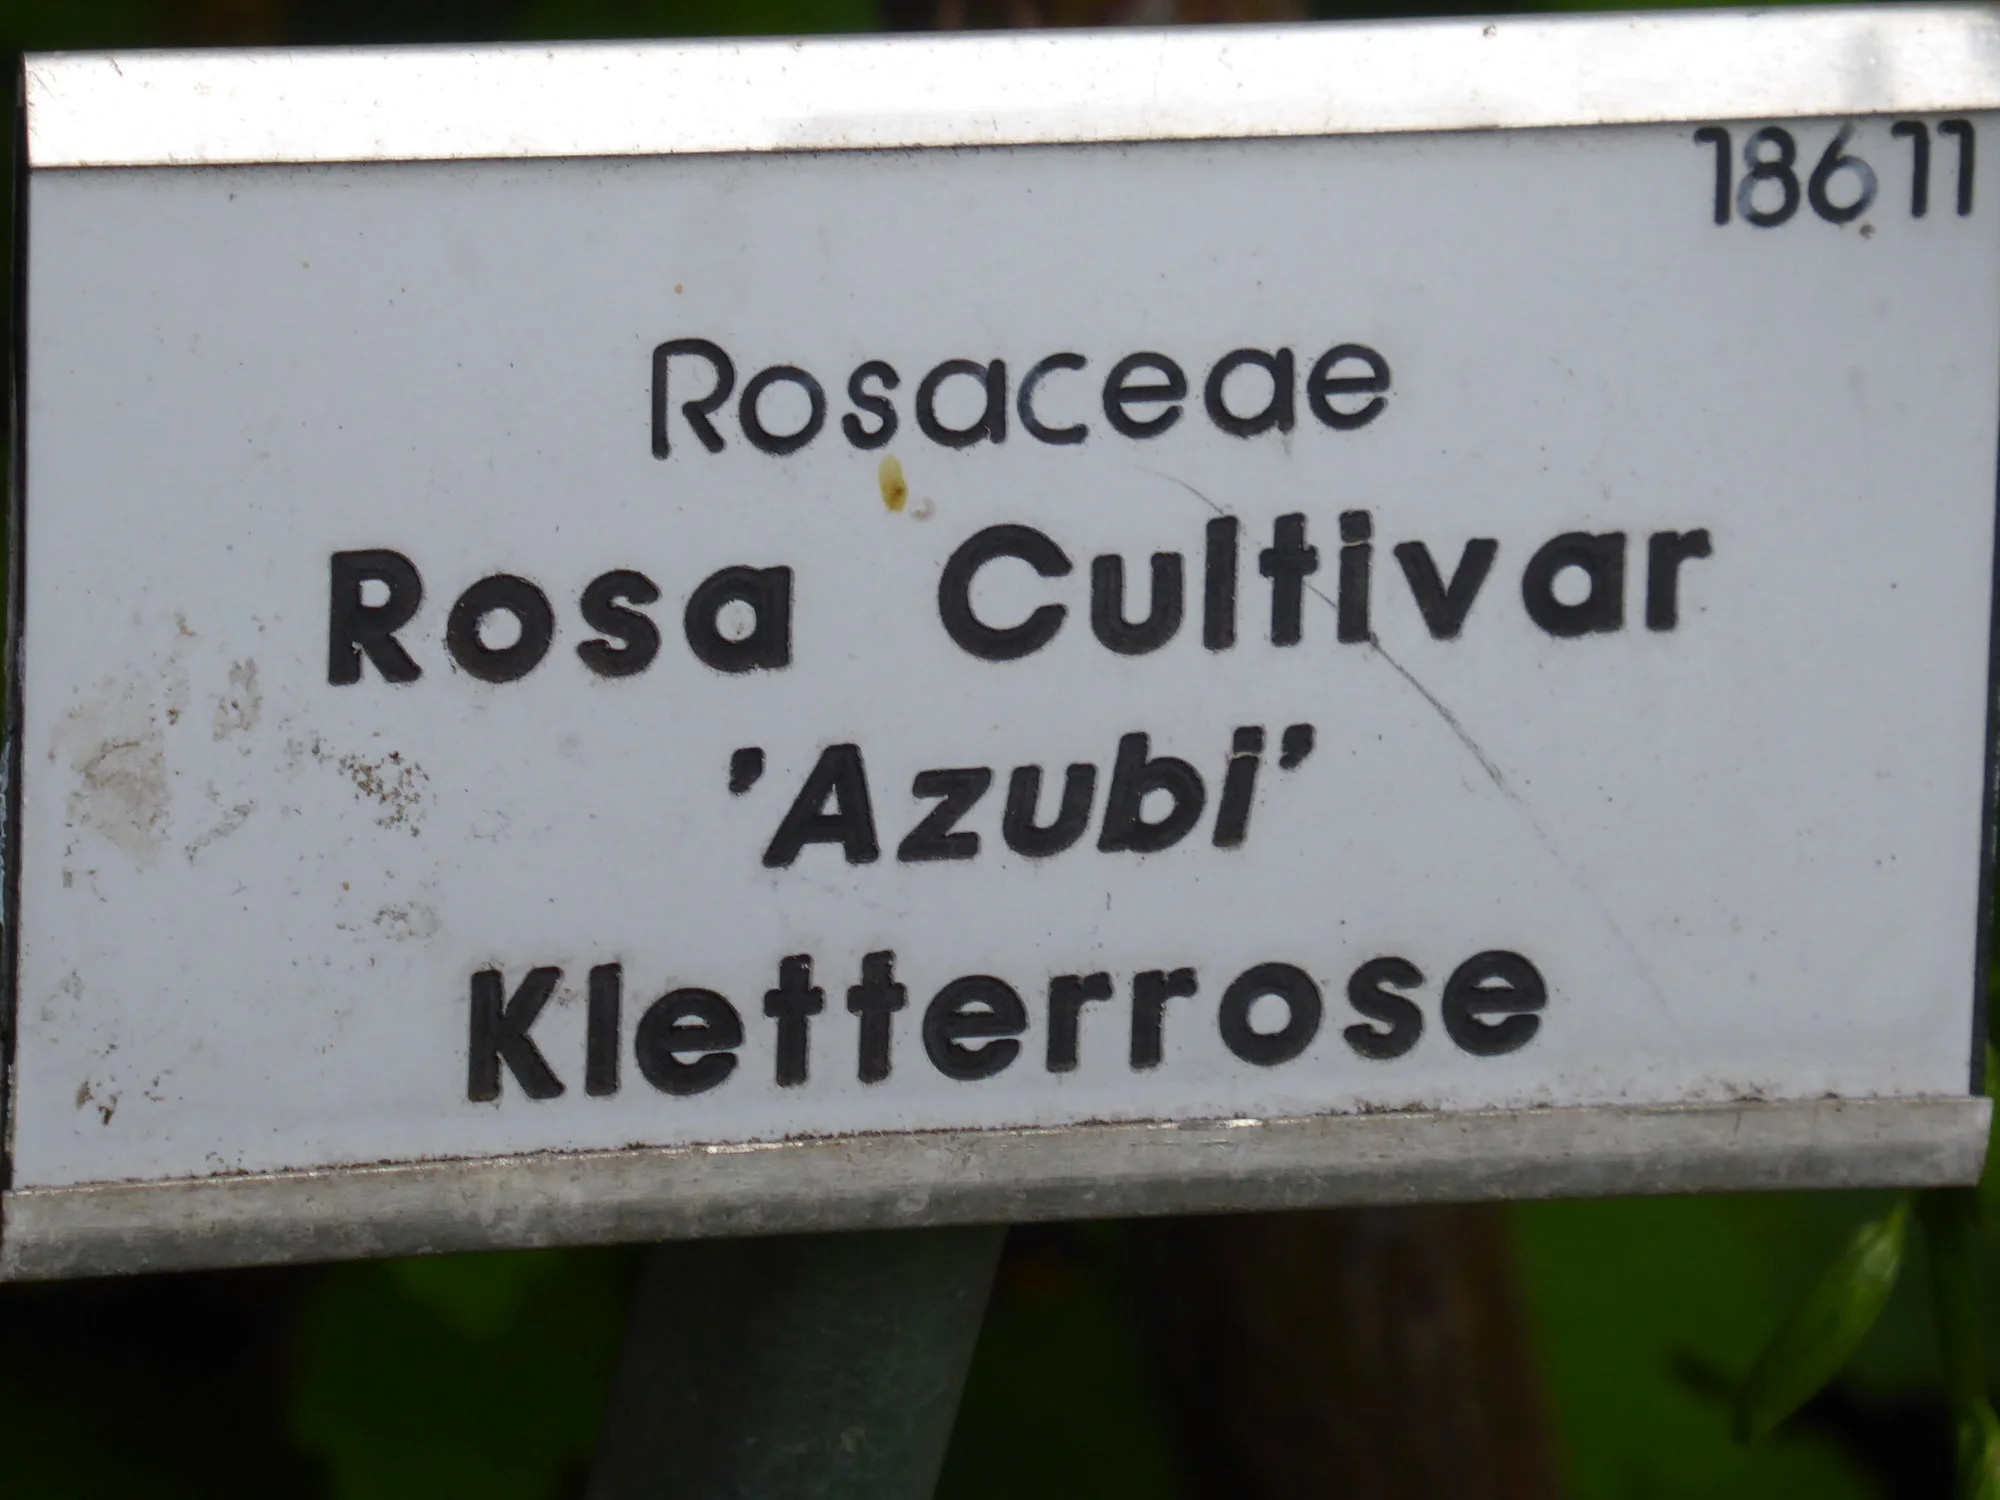 18611
Rosaceae
Rosa Cultivar
'Azubi'
Kletterrose